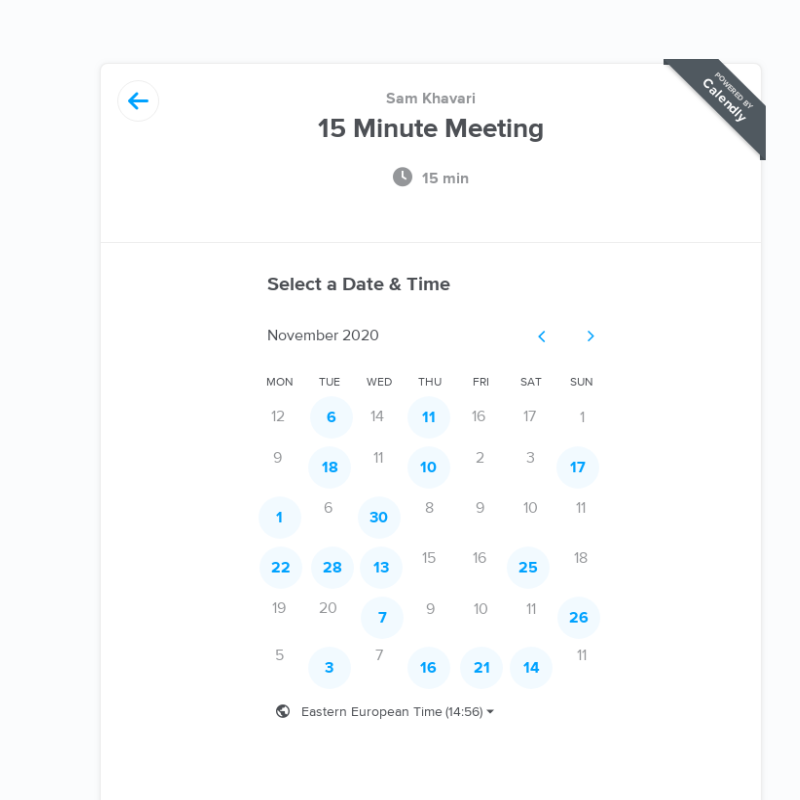 POWERED BY
Calendly
Sam Khavari
15 Minute Meeting
15 min
Select a Date & Time
November 2020
MON TUE WED THU FRI SAT SUN
12 6 14 11 16 17 1
9 18 11 10 2 3 17
1 6 30 8 9 10 11
22 28 13 15 16 25 18
19 20 7 9 10 11 26
5 3 7 16 21 14 11
Eastern European Time (14:56)